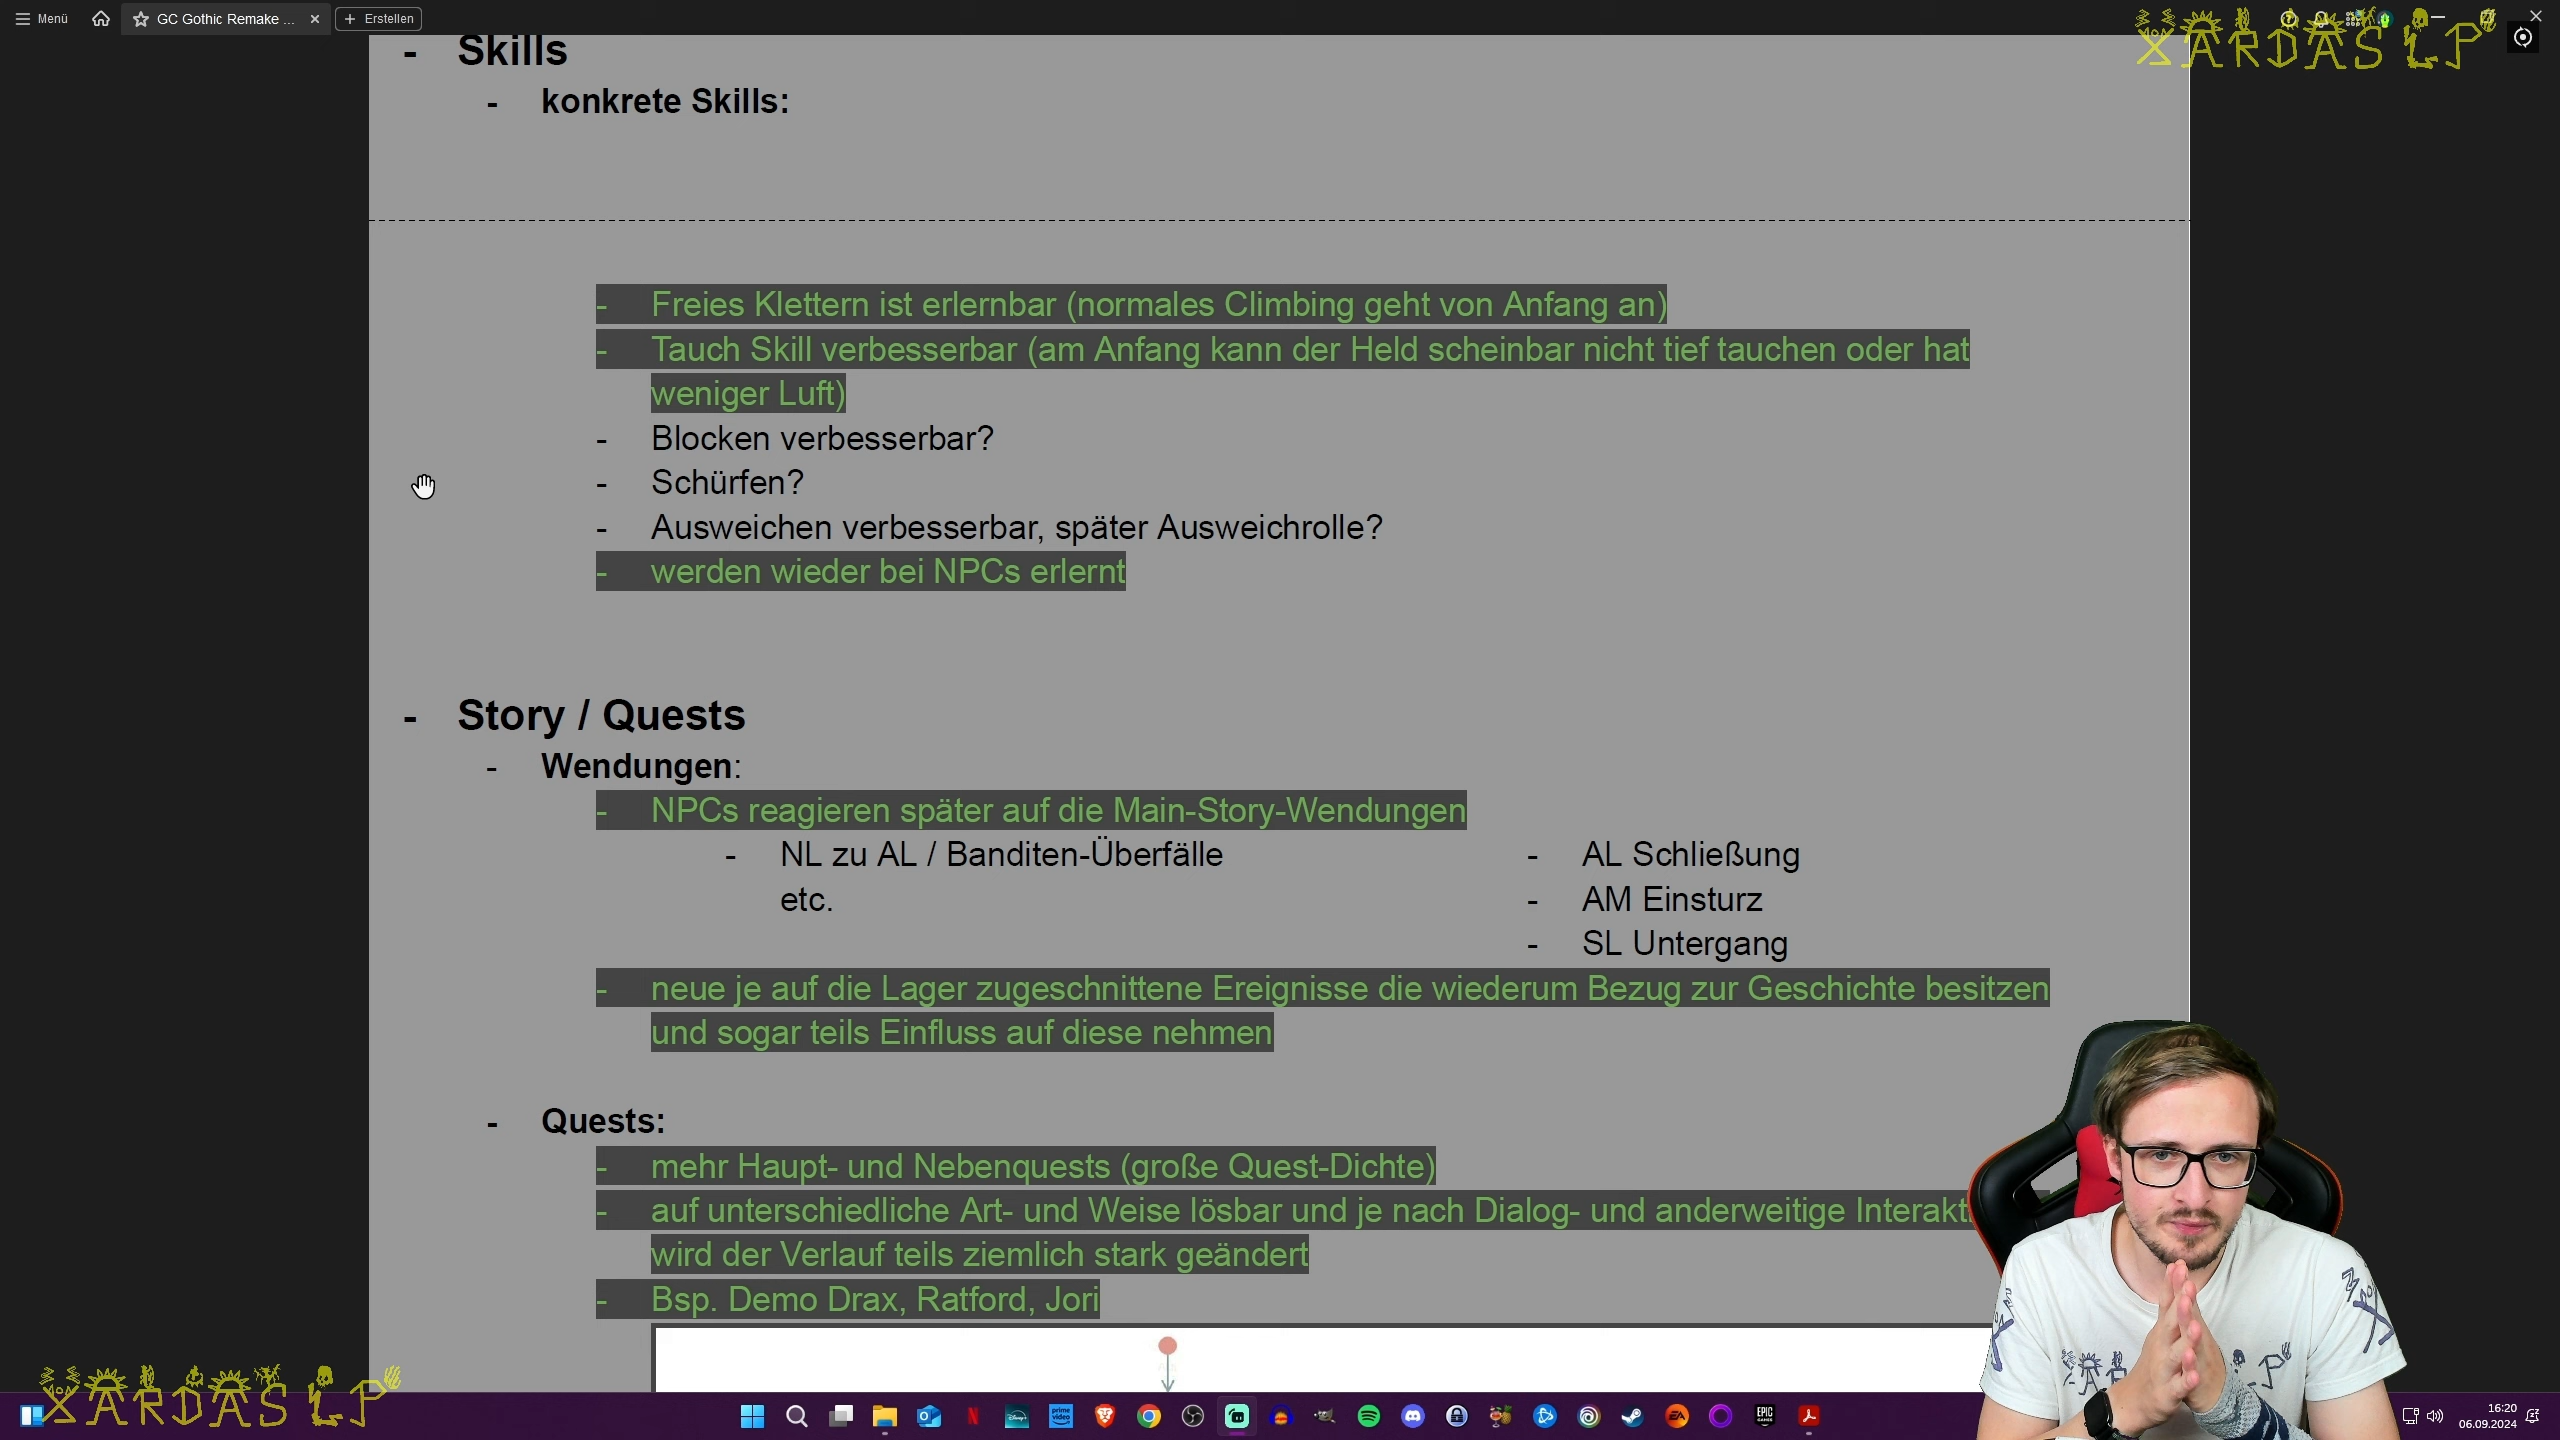 Menü
GC Gothic Remake ...
Erstellen
XARDAS LP
- Skills
- konkrete Skills:
- Freies Klettern ist erlernbar (normales Climbing geht von Anfang an)
- Tauch Skill verbesserbar (am Anfang kann der Held scheinbar nicht tief tauchen oder hat
weniger Luft)
- Blocken verbesserbar?
- Schürfen?
- Ausweichen verbesserbar, später Ausweichrolle?
- werden wieder bei NPCs erlernt
- Story / Quests
- Wendungen:
- NPCs reagieren später auf die Main-Story-Wendungen
- NL zu AL / Banditen-Überfälle
etc.
- AL Schließung
- AM Einsturz
- SL Untergang
- neue je auf die Lager zugeschnittene Ereignisse die wiederum Bezug zur Geschichte besitzen
und sogar teils Einfluss auf diese nehmen
- Quests:
- mehr Haupt- und Nebenquests (große Quest-Dichte)
- auf unterschiedliche Art- und Weise lösbar und je nach Dialog- und anderweitige
wird der Verlauf teils ziemlich stark geändert
- Bsp. Demo Drax, Ratford, Jori
XARDAS LP
prime video
EA
EPIC GAMES
16:20
06.09.2024